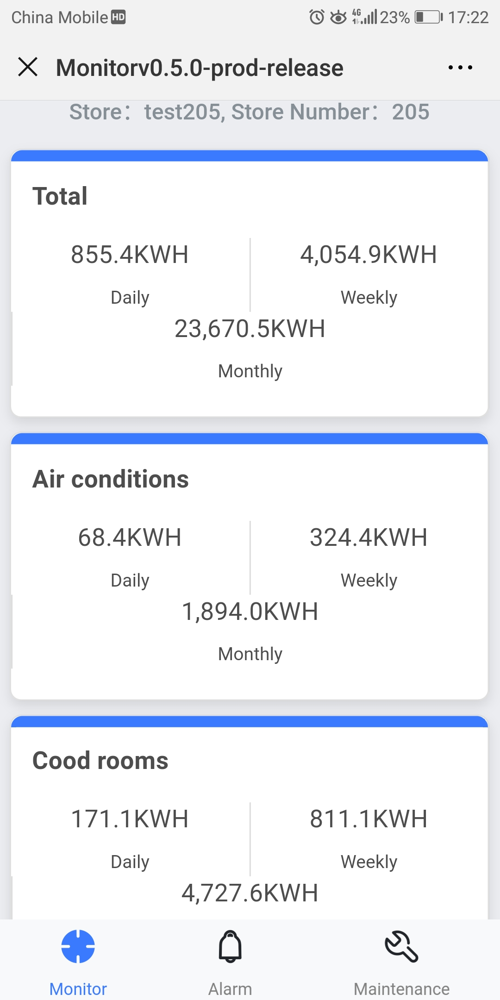 China Mobile HD 4G 23% 17:22
Monitorv0.5.0-prod-release
Store：test205, Store Number：205
Total
855.4KWH 4,054.9KWH
Daily Weekly
23,670.5KWH
Monthly
Air conditions
68.4KWH 324.4KWH
Daily Weekly
1,894.0KWH
Monthly
Cood rooms
171.1KWH 811.1KWH
Daily Weekly
4,727.6KWH
Monitor Alarm Maintenance